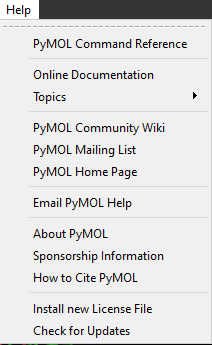 Help
PyMOL Command Reference
Online Documentation
Topics
PyMOL Community Wiki
PyMOL Mailing List
PyMOL Home Page
Email PyMOL Help
About PyMOL
Sponsorship Information
How to Cite PyMOL
Install new License File
Check for Updates